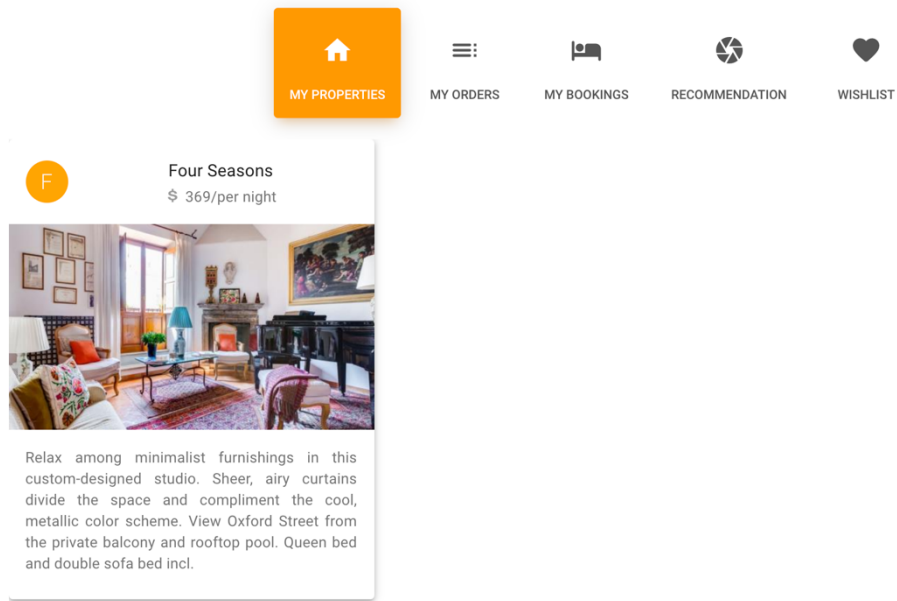 MY PROPERTIES MY ORDERS MY BOOKINGS RECOMMENDATION WISHLIST
F
Four Seasons
$ 369/per night
Relax among minimalist furnishings in this
custom-designed studio. Sheer, airy curtains
divide the space and compliment the cool,
metallic color scheme. View Oxford Street from
the private balcony and rooftop pool. Queen bed
and double sofa bed incl.